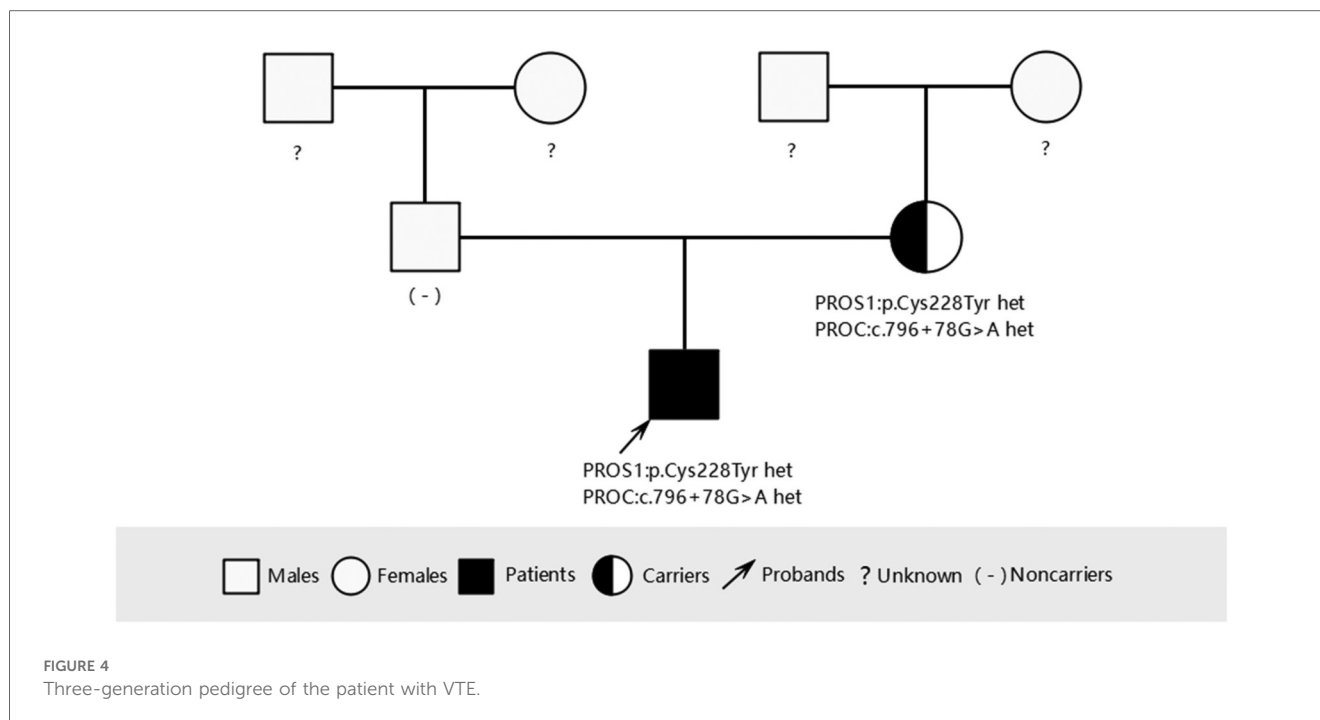 ? ? ? ?
( - )
PROS1:p.Cys228Tyr het
PROC:c.796+78G>A het
PROS1:p.Cys228Tyr het
PROC:c.796+78G>A het
Males Females Patients Carriers Probands ? Unknown ( - ) Noncarriers
FIGURE 4
Three-generation pedigree of the patient with VTE.